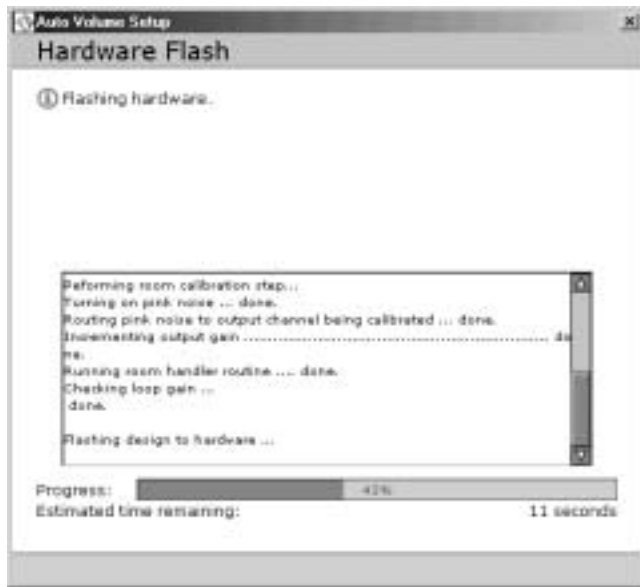 Auto Volume Setup
Hardware Flash
Flashing hardware.
Peforming room calibration step...
Turning on pink noise ... done.
Routing pink noise to output channel being calibrated ... done.
Incrementing output gain ............................................................ do
ne.
Running room handler routine .... done.
Checking loop gain ...
done.
Flashing design to hardware ...
Progress: 43%
Estimated time remaining: 11 seconds